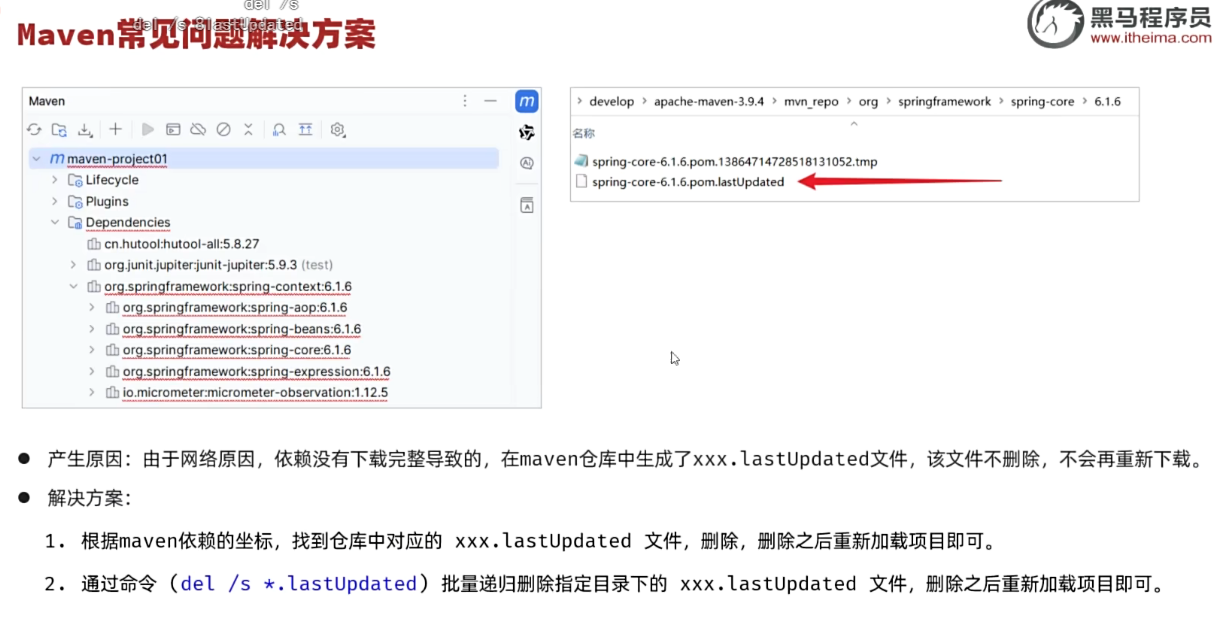 del /s
del /s 8lastUpdated
Maven常见问题解决方案
黑马程序员
www.itheima.com
Maven
maven-project01
Lifecycle
Plugins
Dependencies
cn.hutool:hutool-all:5.8.27
org.junit.jupiter:junit-jupiter:5.9.3 (test)
org.springframework:spring-context:6.1.6
org.springframework:spring-aop:6.1.6
org.springframework:spring-beans:6.1.6
org.springframework:spring-core:6.1.6
org.springframework:spring-expression:6.1.6
io.micrometer:micrometer-observation:1.12.5
› develop › apache-maven-3.9.4 › mvn_repo › org › springframework › spring-core › 6.1.6
名称
spring-core-6.1.6.pom.13864714728518131052.tmp
spring-core-6.1.6.pom.lastUpdated
● 产生原因：由于网络原因，依赖没有下载完整导致的，在maven仓库中生成了xxx.lastUpdated文件，该文件不删除，不会再重新下载。
● 解决方案：
1. 根据maven依赖的坐标，找到仓库中对应的 xxx.lastUpdated 文件，删除，删除之后重新加载项目即可。
2. 通过命令（del /s *.lastUpdated）批量递归删除指定目录下的 xxx.lastUpdated 文件，删除之后重新加载项目即可。